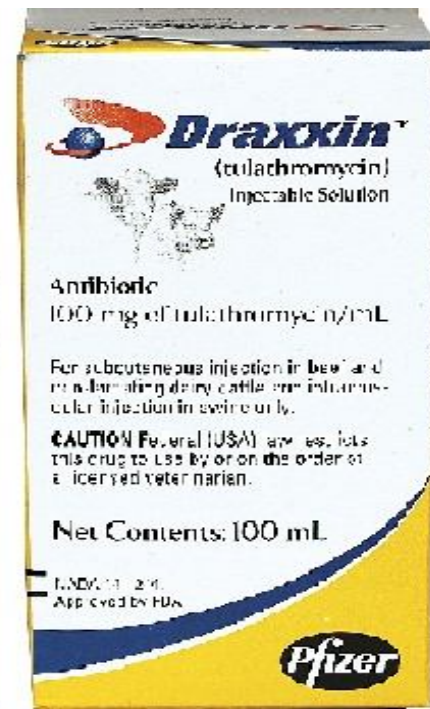 Draxxin™
(tulathromycin)
Injectable Solution
Antibiotic
100 mg of tulathromycin/mL
For subcutaneous injection in beef and
non-lactating dairy cattle and intramus-
cular injection in swine only.
CAUTION Federal (USA) law restricts
this drug to use by or on the order of
a licensed veterinarian.
Net Contents: 100 mL
NADA
Approved by FDA
Pfizer